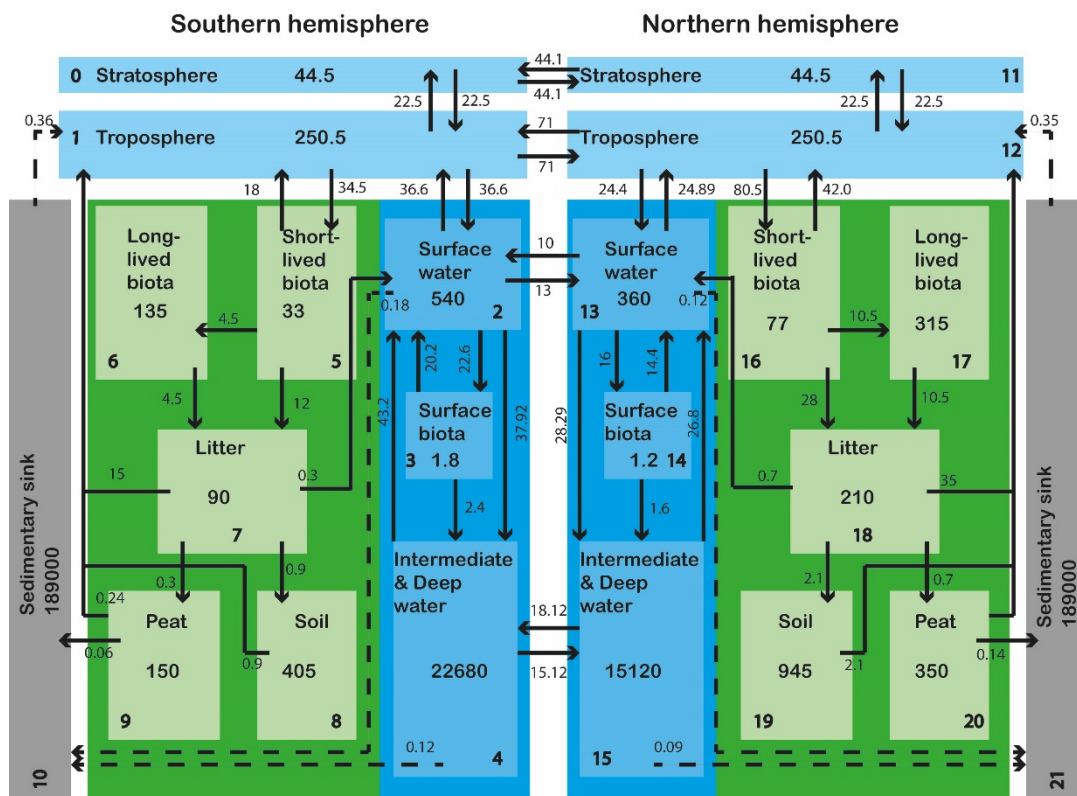 Southern hemisphere
Northern hemisphere
0 Stratosphere 44.5
44.1
44.1
Stratosphere 44.5 11
22.5
22.5
22.5
22.5
0.36
1 Troposphere 250.5
71
71
Troposphere 250.5 12
0.35
18
34.5
36.6
36.6
24.4
24.89
80.5
42.0
Long-
lived
biota
135
6
Short-
lived
biota
33
5
4.5
Surface
water
540
2
0.18
10
13
Surface
water
360
13
0.12
Short-
lived
biota
77
16
10.5
Long-
lived
biota
315
17
4.5
12
43.2
20.2
22.6
37.92
28.29
16
14.4
26.8
28
10.5
Surface
biota
3 1.8
Surface
biota
1.2 14
Litter
90
7
15
0.3
2.4
1.6
0.7
Litter
210
18
35
0.3
0.9
2.1
0.7
0.24
0.06
Peat
150
9
0.9
Soil
405
8
Intermediate
& Deep
water
22680
4
18.12
15.12
Intermediate
& Deep
water
15120
15
Soil
945
19
2.1
Peat
350
20
0.14
0.12
0.09
Sedimentary sink
189000
10
Sedimentary sink
189000
21